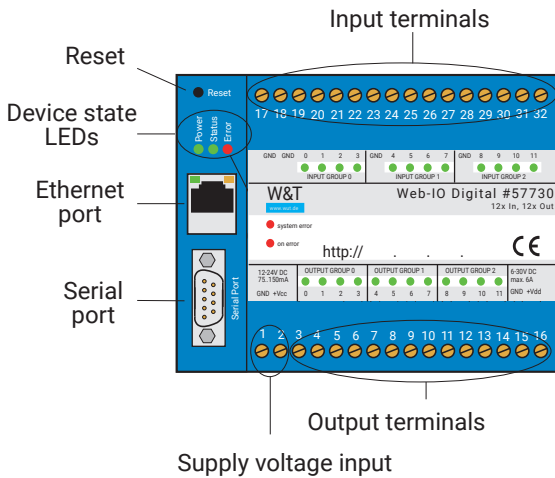 Input terminals
Reset
Reset
17 18 19 20 21 22 23 24 25 26 27 28 29 30 31 32
Device state
LEDs
Power
Status
Error
GND GND 0 1 2 3 GND 4 5 6 7 GND 8 9 10 11
INPUT GROUP 0 INPUT GROUP 1 INPUT GROUP 2
Ethernet
port
W&T Web-IO Digital #57730
www.wut.de 12x In, 12x Out
system error
on error
http:// . . . CE
Serial
port
Serial Port
12-24V DC OUTPUT GROUP 0 OUTPUT GROUP 1 OUTPUT GROUP 2 6-30V DC
75..150mA max. 6A
GND +Vcc 0 1 2 3 4 5 6 7 8 9 10 11 GND +Vdd
1 2 3 4 5 6 7 8 9 10 11 12 13 14 15 16
Output terminals
Supply voltage input